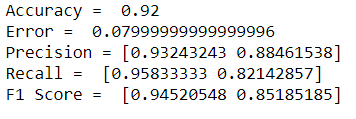 Accuracy =  0.92
Error =  0.07999999999999996
Precision = [0.93243243 0.88461538]
Recall =  [0.95833333 0.82142857]
F1 Score =  [0.94520548 0.85185185]